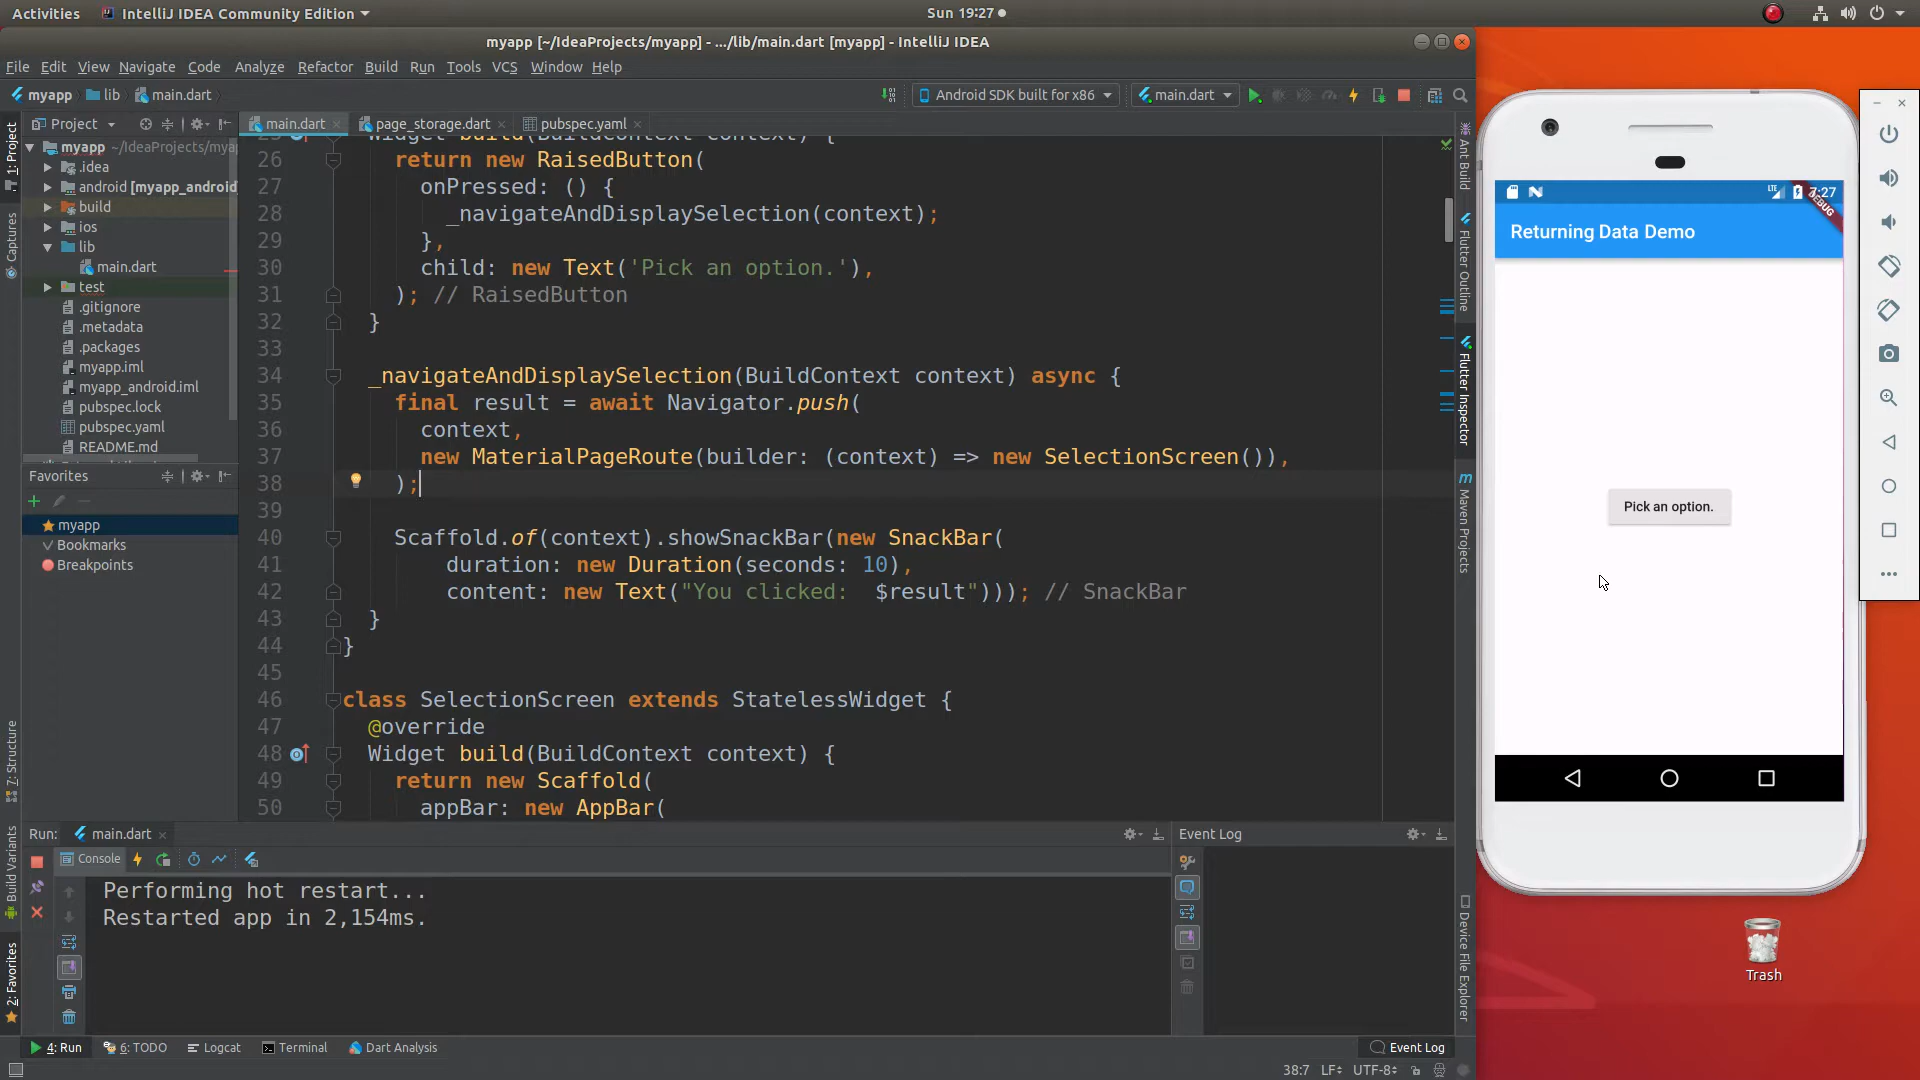 Activities IntelliJ IDEA Community Edition Sun 19:27
myapp [~/IdeaProjects/myapp] - .../lib/main.dart [myapp] - IntelliJ IDEA
File Edit View Navigate Code Analyze Refactor Build Run Tools VCS Window Help
myapp lib main.dart Android SDK built for x86 main.dart
Project main.dart page_storage.dart pubspec.yaml
1: Project
Captures
7: Structure
Build Variants
2: Favorites
myapp ~/IdeaProjects/mya
.idea
android [myapp_android
build
ios
lib
main.dart
test
.gitignore
.metadata
.packages
myapp.iml
myapp_android.iml
pubspec.lock
pubspec.yaml
README.md
Favorites
myapp
Bookmarks
Breakpoints
Widget build(BuildContext context) {
26 return new RaisedButton(
27 onPressed: () {
28 _navigateAndDisplaySelection(context);
29 },
30 child: new Text('Pick an option.'),
31 ); // RaisedButton
32 }
33
34 _navigateAndDisplaySelection(BuildContext context) async {
35 final result = await Navigator.push(
36 context,
37 new MaterialPageRoute(builder: (context) => new SelectionScreen()),
38 );
39
40 Scaffold.of(context).showSnackBar(new SnackBar(
41 duration: new Duration(seconds: 10),
42 content: new Text("You clicked:  $result"))); // SnackBar
43 }
44 }
45
46 class SelectionScreen extends StatelessWidget {
47 @override
48 Widget build(BuildContext context) {
49 return new Scaffold(
50 appBar: new AppBar(
Ant Build
Flutter Outline
Flutter Inspector
Maven Projects
Device File Explorer
LTE 7:27
DEBUG
Returning Data Demo
Pick an option.
Trash
Run: main.dart
Console
Performing hot restart...
Restarted app in 2,154ms.
Event Log
4: Run 6: TODO Logcat Terminal Dart Analysis Event Log
38:7 LF UTF-8